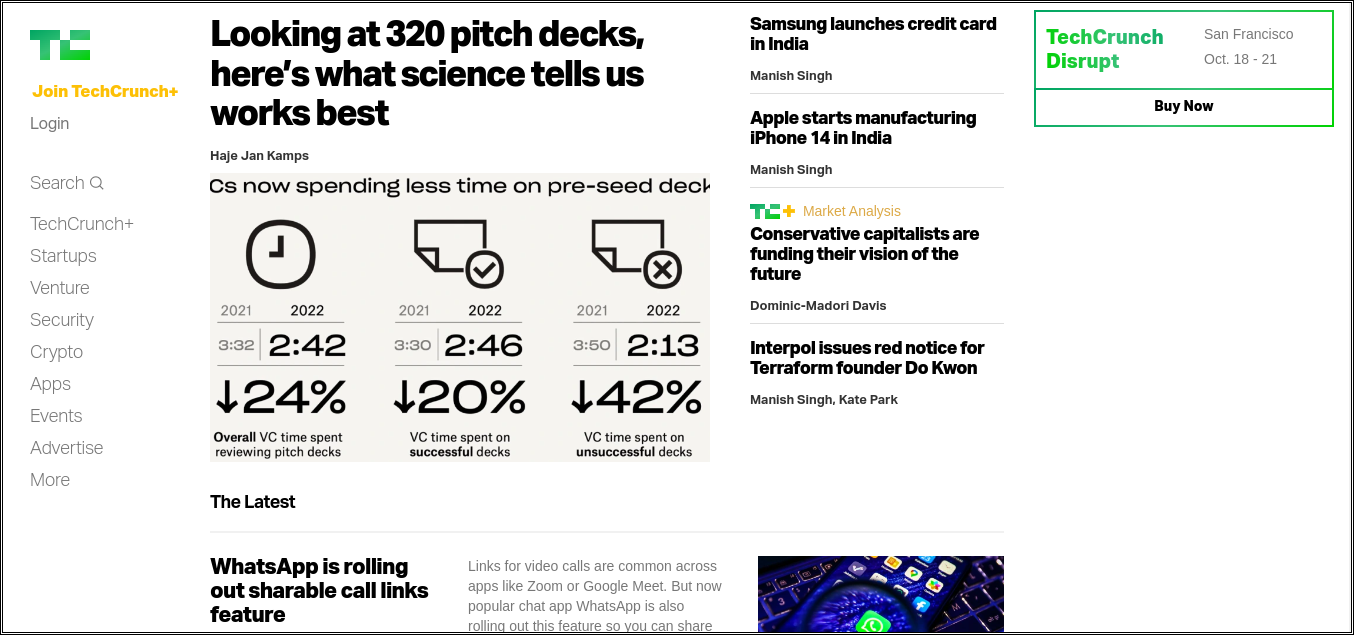 TC
Join TechCrunch+
Login
Search
TechCrunch+
Startups
Venture
Security
Crypto
Apps
Events
Advertise
More
Looking at 320 pitch decks,
here's what science tells us
works best
Haje Jan Kamps
Cs now spending less time on pre-seed deck
2021 2022
3:32 2:42
↓24%
Overall VC time spent
reviewing pitch decks
2021 2022
3:30 2:46
↓20%
VC time spent on
successful decks
2021 2022
3:50 2:13
↓42%
VC time spent on
unsuccessful decks
Samsung launches credit card
in India
Manish Singh
Apple starts manufacturing
iPhone 14 in India
Manish Singh
TC+ Market Analysis
Conservative capitalists are
funding their vision of the
future
Dominic-Madori Davis
Interpol issues red notice for
Terraform founder Do Kwon
Manish Singh, Kate Park
TechCrunch
Disrupt
San Francisco
Oct. 18 - 21
Buy Now
The Latest
WhatsApp is rolling
out sharable call links
feature
Links for video calls are common across
apps like Zoom or Google Meet. But now
popular chat app WhatsApp is also
rolling out this feature so you can share